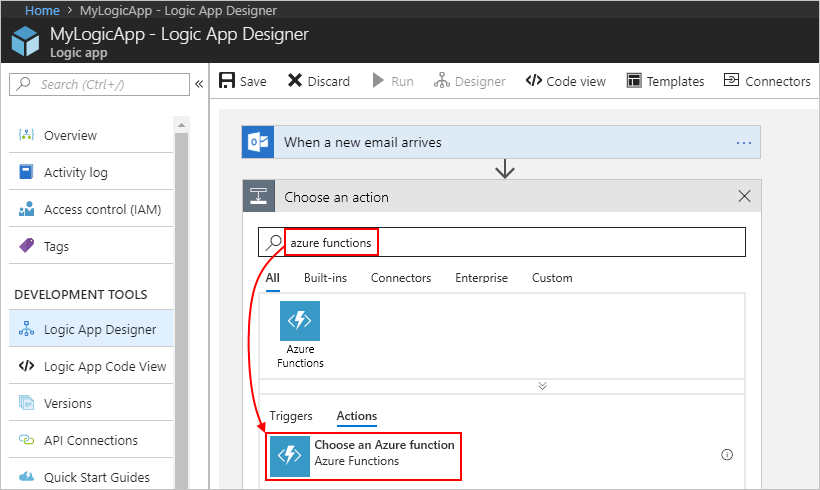 Home > MyLogicApp - Logic App Designer
MyLogicApp - Logic App Designer
Logic app
Search (Ctrl+/)
«
Overview
Activity log
Access control (IAM)
Tags
DEVELOPMENT TOOLS
Logic App Designer
Logic App Code View
Versions
API Connections
Quick Start Guides
Save
Discard
Run
Designer
Code view
Templates
Connectors
When a new email arrives
...
Choose an action
azure functions
All Built-ins Connectors Enterprise Custom
Azure
Functions
Triggers Actions
Choose an Azure function
Azure Functions